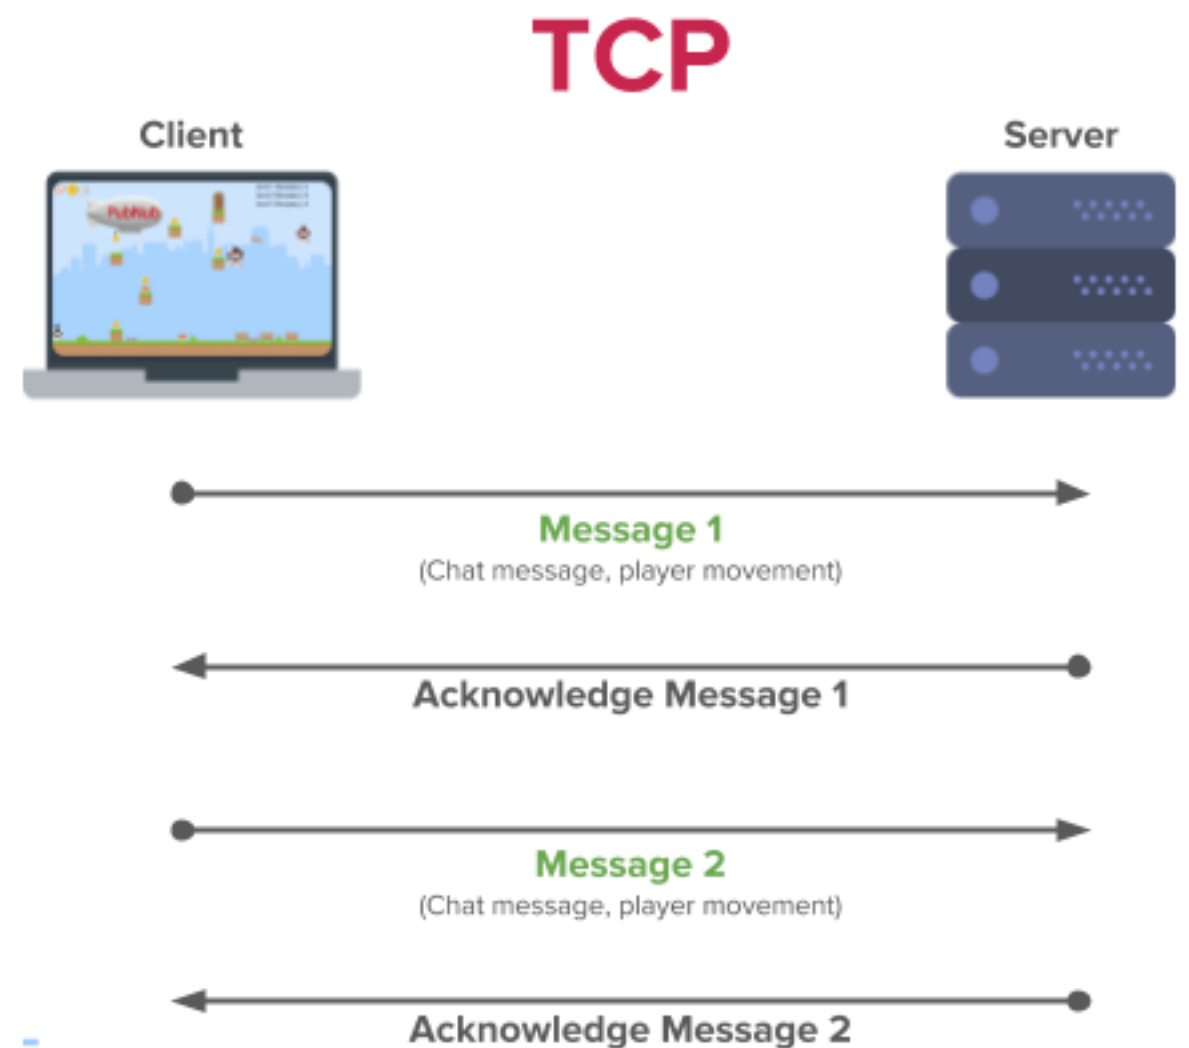 TCP
Client
Server
PubNub
Message 1
(Chat message, player movement)
Acknowledge Message 1
Message 2
(Chat message, player movement)
Acknowledge Message 2